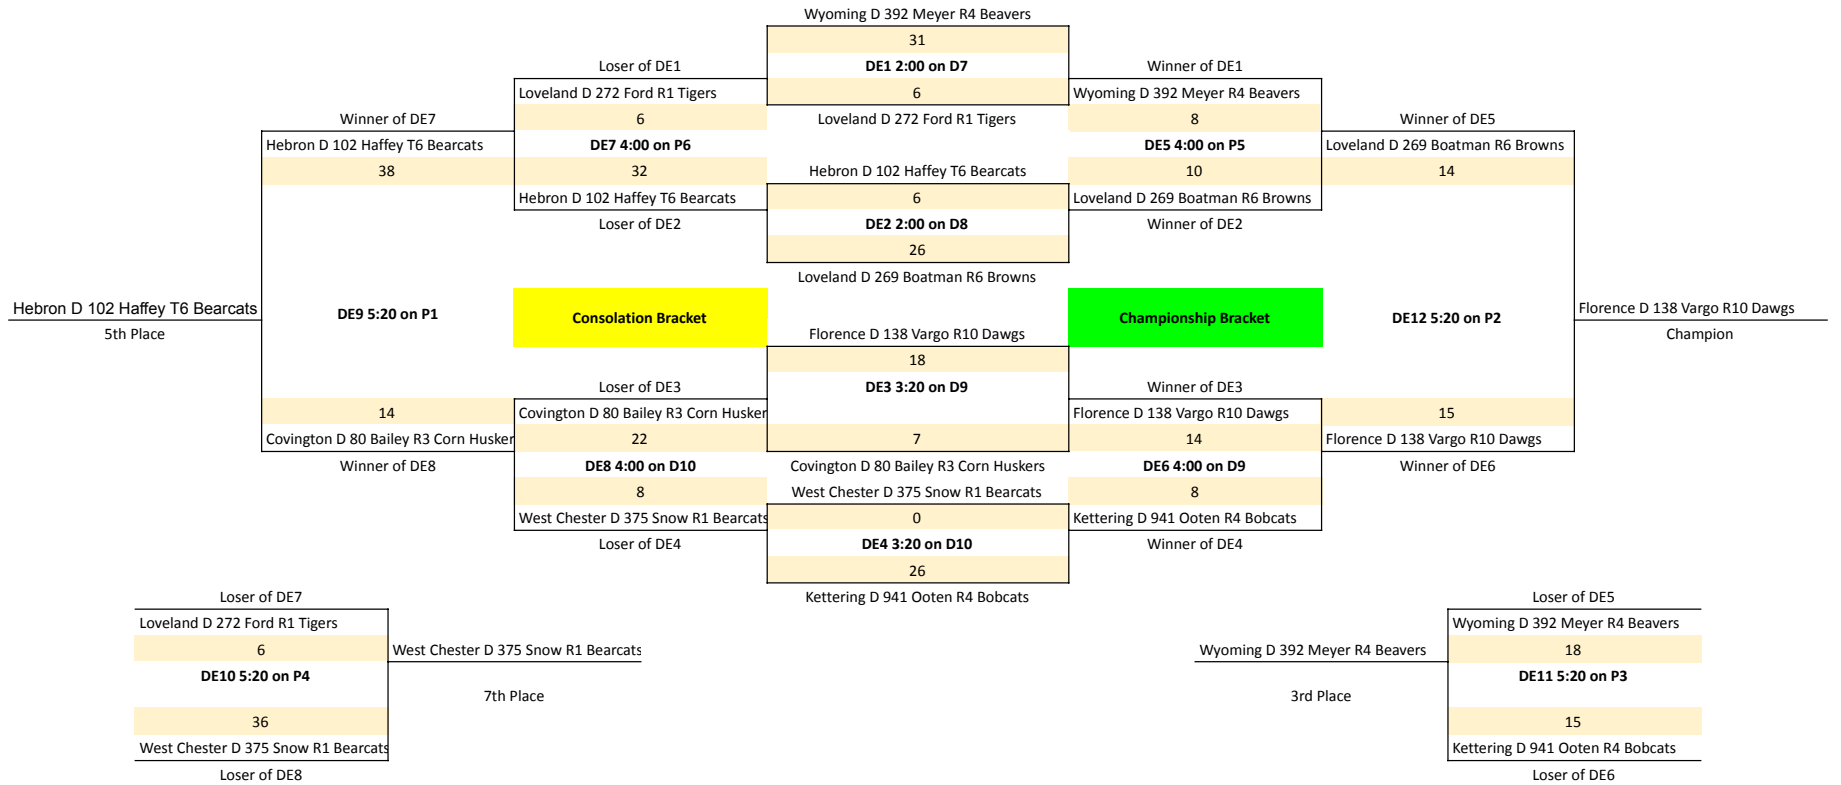 Wyoming D 392 Meyer R4 Beavers
31
Loser of DE1
DE1 2:00 on D7
Winner of DE1
Loveland D 272 Ford R1 Tigers
6
Wyoming D 392 Meyer R4 Beavers
Winner of DE7
6
Loveland D 272 Ford R1 Tigers
8
Winner of DE5
Hebron D 102 Haffey T6 Bearcats
DE7 4:00 on P6
DE5 4:00 on P5
Loveland D 269 Boatman R6 Browns
38
32
Hebron D 102 Haffey T6 Bearcats
10
14
Hebron D 102 Haffey T6 Bearcats
6
Loveland D 269 Boatman R6 Browns
Loser of DE2
DE2 2:00 on D8
Winner of DE2
26
Loveland D 269 Boatman R6 Browns
Hebron D 102 Haffey T6 Bearcats
DE9 5:20 on P1
Consolation Bracket
Championship Bracket
DE12 5:20 on P2
Florence D 138 Vargo R10 Dawgs
5th Place
Florence D 138 Vargo R10 Dawgs
Champion
18
Loser of DE3
DE3 3:20 on D9
Winner of DE3
14
Covington D 80 Bailey R3 Corn Husker
Florence D 138 Vargo R10 Dawgs
15
Covington D 80 Bailey R3 Corn Husker
22
7
14
Florence D 138 Vargo R10 Dawgs
Winner of DE8
DE8 4:00 on D10
Covington D 80 Bailey R3 Corn Huskers
DE6 4:00 on D9
Winner of DE6
8
West Chester D 375 Snow R1 Bearcats
8
West Chester D 375 Snow R1 Bearcats
0
Kettering D 941 Ooten R4 Bobcats
Loser of DE4
DE4 3:20 on D10
Winner of DE4
26
Kettering D 941 Ooten R4 Bobcats
Loser of DE7
Loser of DE5
Loveland D 272 Ford R1 Tigers
Wyoming D 392 Meyer R4 Beavers
6
West Chester D 375 Snow R1 Bearcats
Wyoming D 392 Meyer R4 Beavers
18
DE10 5:20 on P4
DE11 5:20 on P3
7th Place
3rd Place
36
15
West Chester D 375 Snow R1 Bearcats
Kettering D 941 Ooten R4 Bobcats
Loser of DE8
Loser of DE6